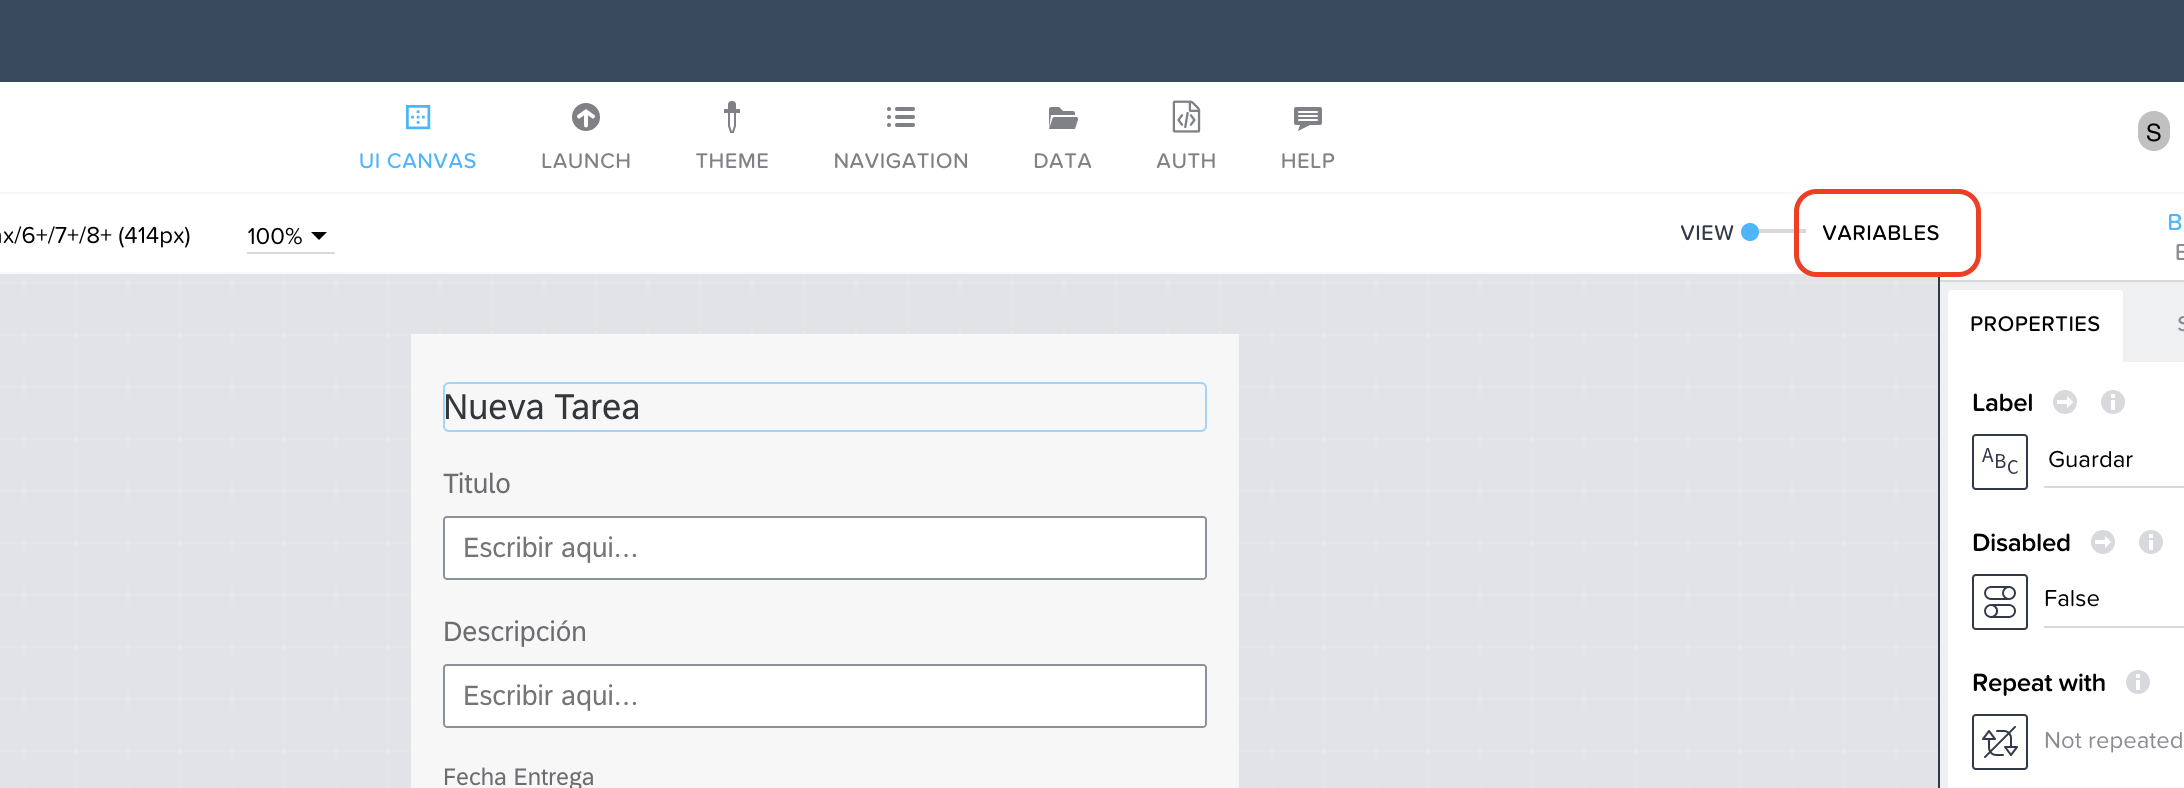 UI CANVAS
LAUNCH
THEME
NAVIGATION
DATA
AUTH
HELP
S
x/6+/7+/8+ (414px)
100%
VIEW
VARIABLES
B
E
PROPERTIES
Nueva Tarea
Titulo
Escribir aqui...
Descripción
Escribir aqui...
Fecha Entrega
Label
ABC
Guardar
Disabled
False
Repeat with
Not repeated